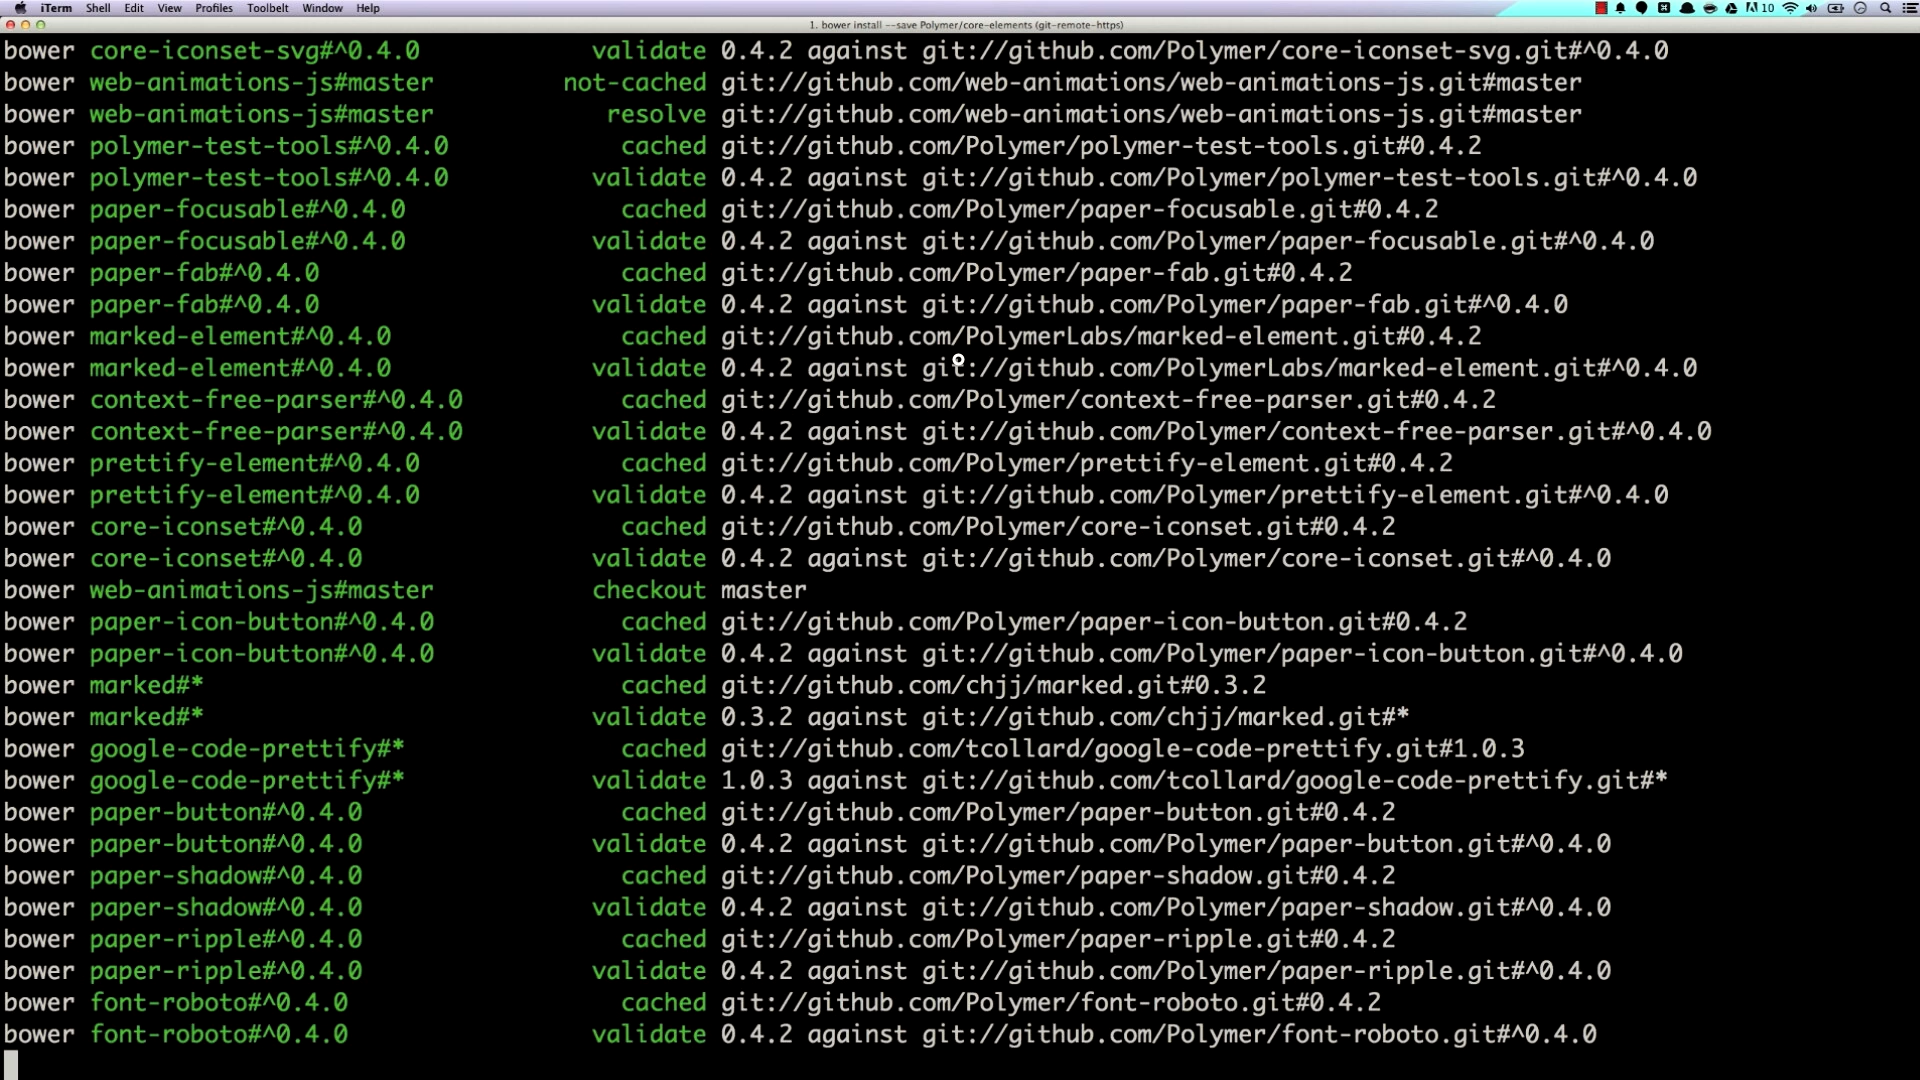 iTerm Shell Edit View Profiles Toolbelt Window Help 10
1. bower install --save Polymer/core-elements (git-remote-https)
bower core-iconset-svg#^0.4.0 validate 0.4.2 against git://github.com/Polymer/core-iconset-svg.git#^0.4.0
bower web-animations-js#master not-cached git://github.com/web-animations/web-animations-js.git#master
bower web-animations-js#master resolve git://github.com/web-animations/web-animations-js.git#master
bower polymer-test-tools#^0.4.0 cached git://github.com/Polymer/polymer-test-tools.git#0.4.2
bower polymer-test-tools#^0.4.0 validate 0.4.2 against git://github.com/Polymer/polymer-test-tools.git#^0.4.0
bower paper-focusable#^0.4.0 cached git://github.com/Polymer/paper-focusable.git#0.4.2
bower paper-focusable#^0.4.0 validate 0.4.2 against git://github.com/Polymer/paper-focusable.git#^0.4.0
bower paper-fab#^0.4.0 cached git://github.com/Polymer/paper-fab.git#0.4.2
bower paper-fab#^0.4.0 validate 0.4.2 against git://github.com/Polymer/paper-fab.git#^0.4.0
bower marked-element#^0.4.0 cached git://github.com/PolymerLabs/marked-element.git#0.4.2
bower marked-element#^0.4.0 validate 0.4.2 against git://github.com/PolymerLabs/marked-element.git#^0.4.0
bower context-free-parser#^0.4.0 cached git://github.com/Polymer/context-free-parser.git#0.4.2
bower context-free-parser#^0.4.0 validate 0.4.2 against git://github.com/Polymer/context-free-parser.git#^0.4.0
bower prettify-element#^0.4.0 cached git://github.com/Polymer/prettify-element.git#0.4.2
bower prettify-element#^0.4.0 validate 0.4.2 against git://github.com/Polymer/prettify-element.git#^0.4.0
bower core-iconset#^0.4.0 cached git://github.com/Polymer/core-iconset.git#0.4.2
bower core-iconset#^0.4.0 validate 0.4.2 against git://github.com/Polymer/core-iconset.git#^0.4.0
bower web-animations-js#master checkout master
bower paper-icon-button#^0.4.0 cached git://github.com/Polymer/paper-icon-button.git#0.4.2
bower paper-icon-button#^0.4.0 validate 0.4.2 against git://github.com/Polymer/paper-icon-button.git#^0.4.0
bower marked#* cached git://github.com/chjj/marked.git#0.3.2
bower marked#* validate 0.3.2 against git://github.com/chjj/marked.git#*
bower google-code-prettify#* cached git://github.com/tcollard/google-code-prettify.git#1.0.3
bower google-code-prettify#* validate 1.0.3 against git://github.com/tcollard/google-code-prettify.git#*
bower paper-button#^0.4.0 cached git://github.com/Polymer/paper-button.git#0.4.2
bower paper-button#^0.4.0 validate 0.4.2 against git://github.com/Polymer/paper-button.git#^0.4.0
bower paper-shadow#^0.4.0 cached git://github.com/Polymer/paper-shadow.git#0.4.2
bower paper-shadow#^0.4.0 validate 0.4.2 against git://github.com/Polymer/paper-shadow.git#^0.4.0
bower paper-ripple#^0.4.0 cached git://github.com/Polymer/paper-ripple.git#0.4.2
bower paper-ripple#^0.4.0 validate 0.4.2 against git://github.com/Polymer/paper-ripple.git#^0.4.0
bower font-roboto#^0.4.0 cached git://github.com/Polymer/font-roboto.git#0.4.2
bower font-roboto#^0.4.0 validate 0.4.2 against git://github.com/Polymer/font-roboto.git#^0.4.0